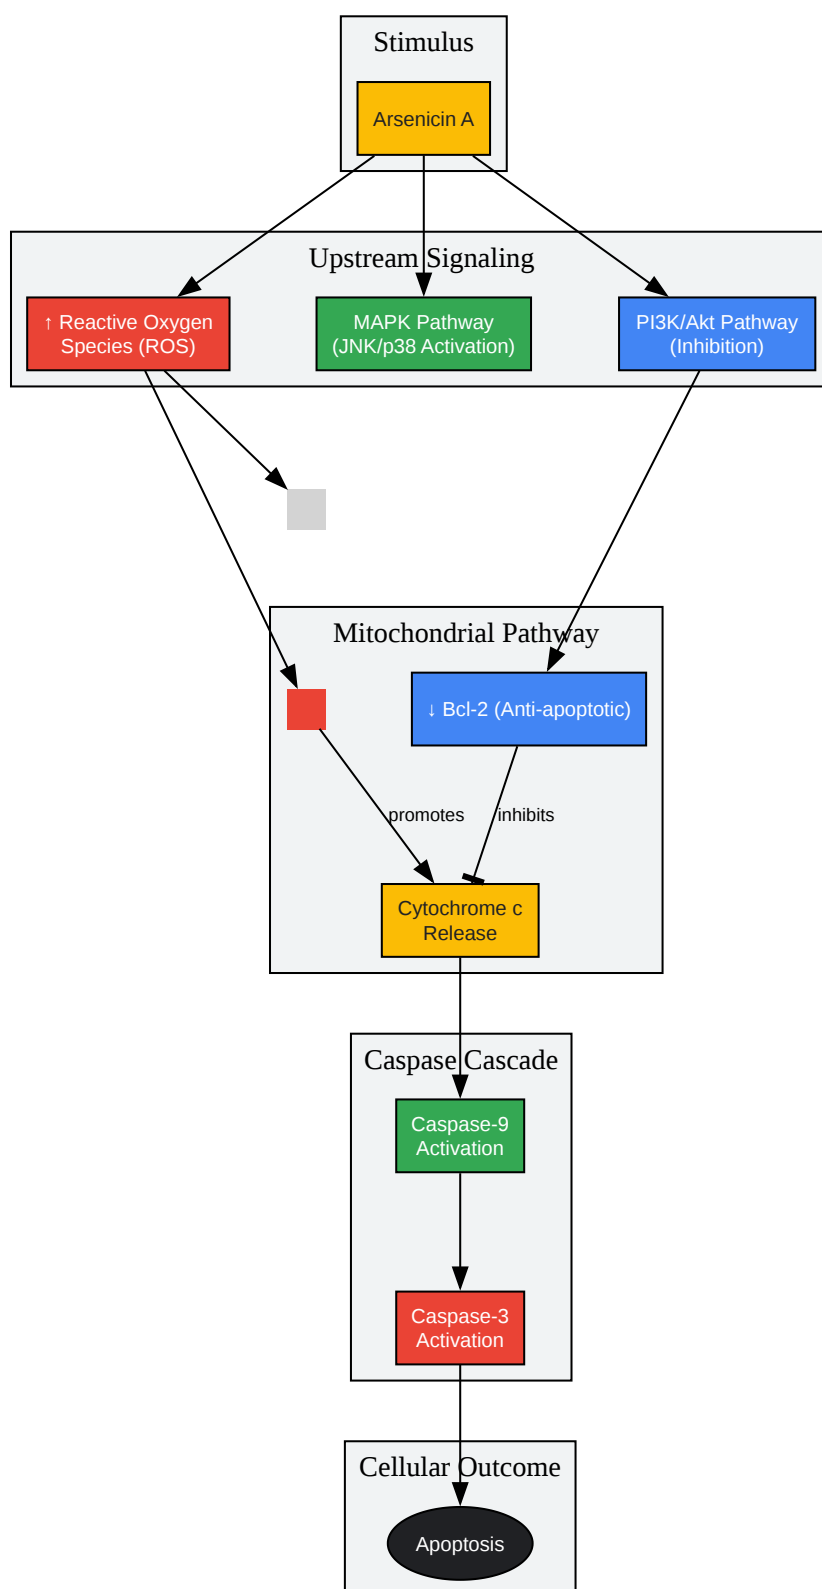 Stimulus
Arsenicin A
Upstream Signaling
↑ Reactive Oxygen
Species (ROS)
MAPK Pathway
(JNK/p38 Activation)
PI3K/Akt Pathway
(Inhibition)
Mitochondrial Pathway
↓ Bcl-2 (Anti-apoptotic)
promotes
inhibits
Cytochrome c
Release
Caspase Cascade
Caspase-9
Activation
Caspase-3
Activation
Cellular Outcome
Apoptosis